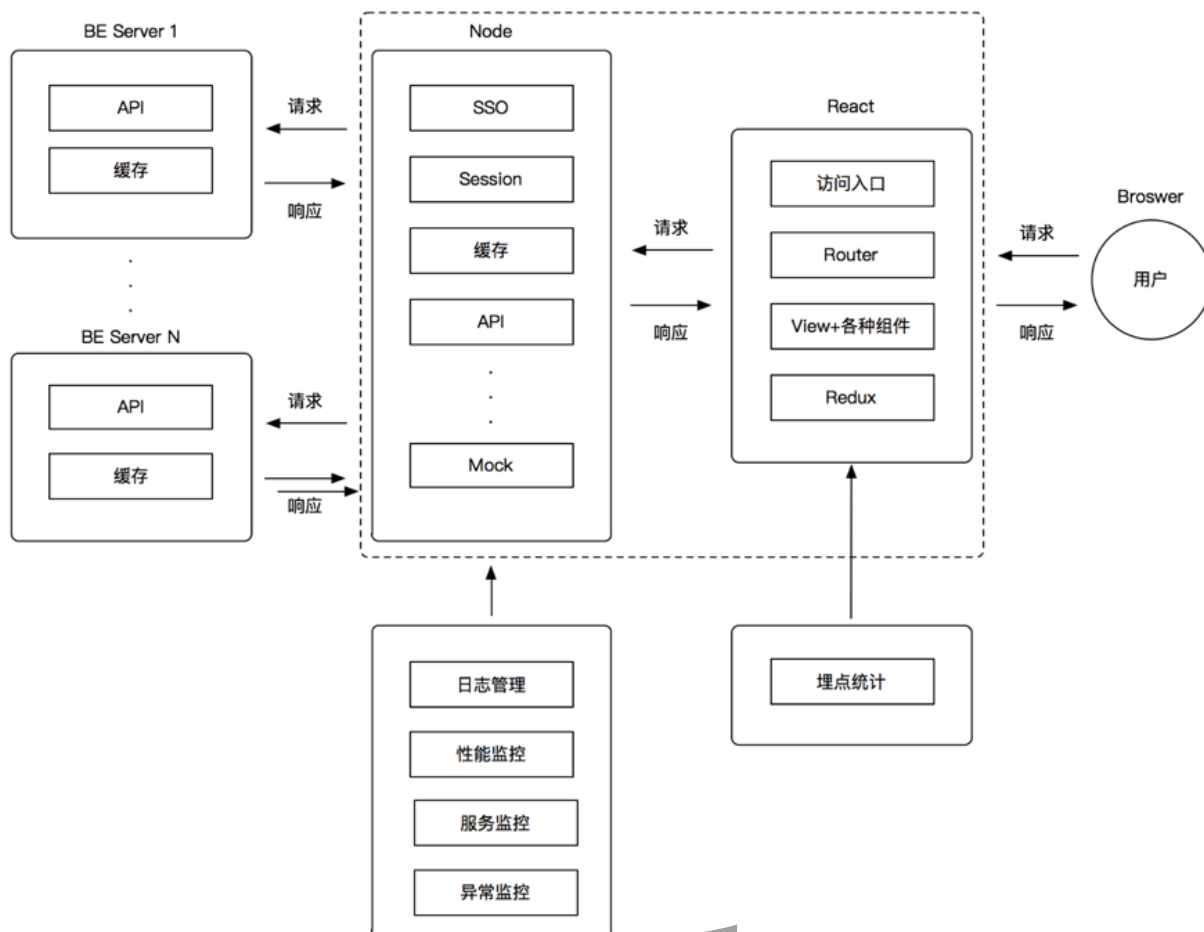 BE Server 1
API
缓存
请求
响应
BE Server N
API
缓存
请求
响应
Node
SSO
Session
缓存
API
Mock
请求
响应
React
访问入口
Router
View+各种组件
Redux
请求
响应
Broswer
用户
日志管理
性能监控
服务监控
异常监控
埋点统计